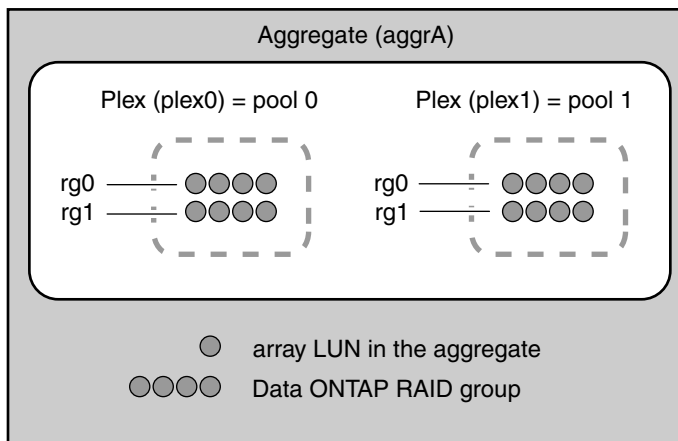 Aggregate (aggrA)
Plex (plex0) = pool 0
Plex (plex1) = pool 1
rg0
rg1
rg0
rg1
array LUN in the aggregate
Data ONTAP RAID group